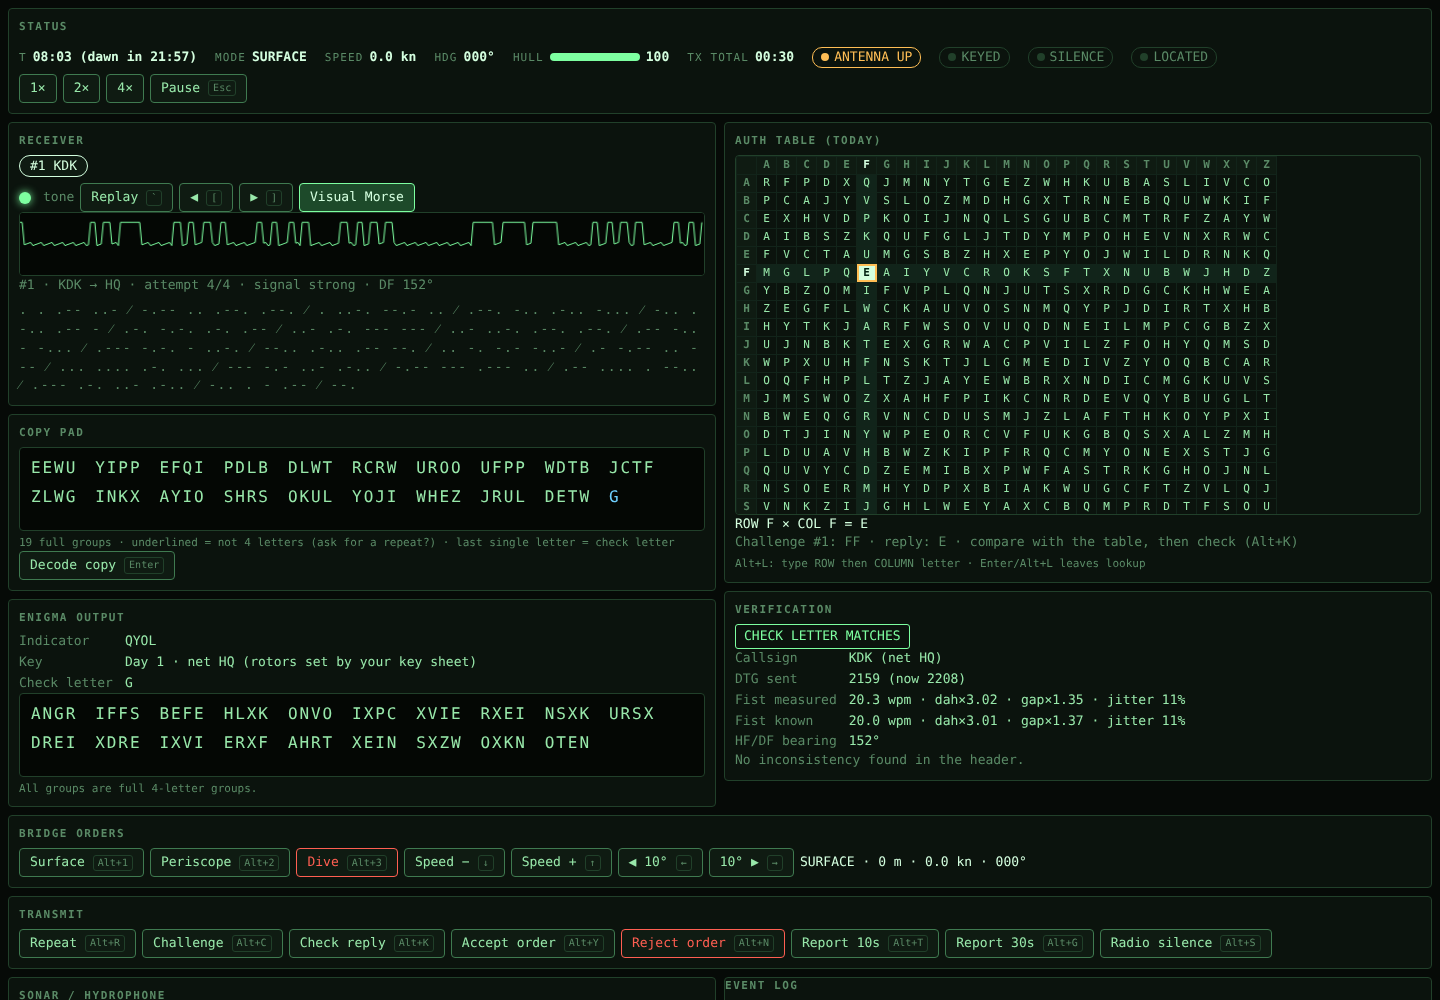 STATUS
T 08:03 (dawn in 21:57) MODE SURFACE SPEED 0.0 kn HDG 000° HULL 100 TX TOTAL 00:30 ANTENNA UP KEYED SILENCE LOCATED
1× 2× 4× Pause Esc
RECEIVER
#1 KDK
tone Replay ` ◀ [ ▶ ] Visual Morse
#1 · KDK → HQ · attempt 4/4 · signal strong · DF 152°
COPY PAD
EEWU YIPP EFQI PDLB DLWT RCRW UROO UFPP WDTB JCTF
ZLWG INKX AYIO SHRS OKUL YOJI WHEZ JRUL DETW G
19 full groups · underlined = not 4 letters (ask for a repeat?) · last single letter = check letter
Decode copy Enter
ENIGMA OUTPUT
Indicator QYOL
Key Day 1 · net HQ (rotors set by your key sheet)
Check letter G
ANGR IFFS BEFE HLXK ONVO IXPC XVIE RXEI NSXK URSX
DREI XDRE IXVI ERXF AHRT XEIN SXZW OXKN OTEN
All groups are full 4-letter groups.
AUTH TABLE (TODAY)
A B C D E F G H I J K L M N O P Q R S T U V W X Y Z
A R F P D X Q J M N Y T G E Z W H K U B A S L I V C O
B P C A J Y V S L O Z M D H G X T R N E B Q U W K I F
C E X H V D P K O I J N Q L S G U B C M T R F Z A Y W
D A I B S Z K Q U F G L J T D Y M P O H E V N X R W C
E F V C T A U M G S B Z H X E P Y O J W I L D R N K Q
F M G L P Q E A I Y V C R O K S F T X N U B W J H D Z
G Y B Z O M I F V P L Q N J U T S X R D G C K H W E A
H Z E G F L W C K A U V O S N M Q Y P J D I R T X H B
I H Y T K J A R F W S O V U Q D N E I L M P C G B Z X
J U J N B K T E X G R W A C P V I L Z F O H Y Q M S D
K W P X U H F N S K T J L G M E D I V Z Y O Q B C A R
L O Q F H P L T Z J A Y E W B R X N D I C M G K U V S
M J M S W O Z X A H F P I K C N R D E V Q Y B U G L T
N B W E Q G R V N C D U S M J Z L A F T H K O Y P X I
O D T J I N Y W P E O R C V F U K G B Q S X A L Z M H
P L D U A V H B W Z K I P F R Q C M Y O N E X S T J G
Q Q U V Y C D Z E M I B X P W F A S T R K G H O J N L
R N S O E R M H Y D P X B I A K W U G C F T Z V L Q J
S V N K Z I J G H L W E Y A X C B Q M P R D T F S O U
ROW F × COL F = E
Challenge #1: FF · reply: E · compare with the table, then check (Alt+K)
Alt+L: type ROW then COLUMN letter · Enter/Alt+L leaves lookup
VERIFICATION
CHECK LETTER MATCHES
Callsign KDK (net HQ)
DTG sent 2159 (now 2208)
Fist measured 20.3 wpm · dah×3.02 · gap×1.35 · jitter 11%
Fist known 20.0 wpm · dah×3.01 · gap×1.37 · jitter 11%
HF/DF bearing 152°
No inconsistency found in the header.
BRIDGE ORDERS
Surface Alt+1 Periscope Alt+2 Dive Alt+3 Speed − ↓ Speed + ↑ ◀ 10° ← 10° ▶ → SURFACE · 0 m · 0.0 kn · 000°
TRANSMIT
Repeat Alt+R Challenge Alt+C Check reply Alt+K Accept order Alt+Y Reject order Alt+N Report 10s Alt+T Report 30s Alt+G Radio silence Alt+S
SONAR / HYDROPHONE
EVENT LOG